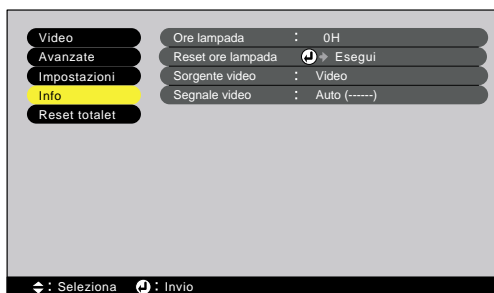 Video
Avanzate
Impostazioni
Info
Reset totalet
Ore lampada : 0H
Reset ore lampada Esegui
Sorgente video : Video
Segnale video : Auto (------)
: Seleziona : Invio